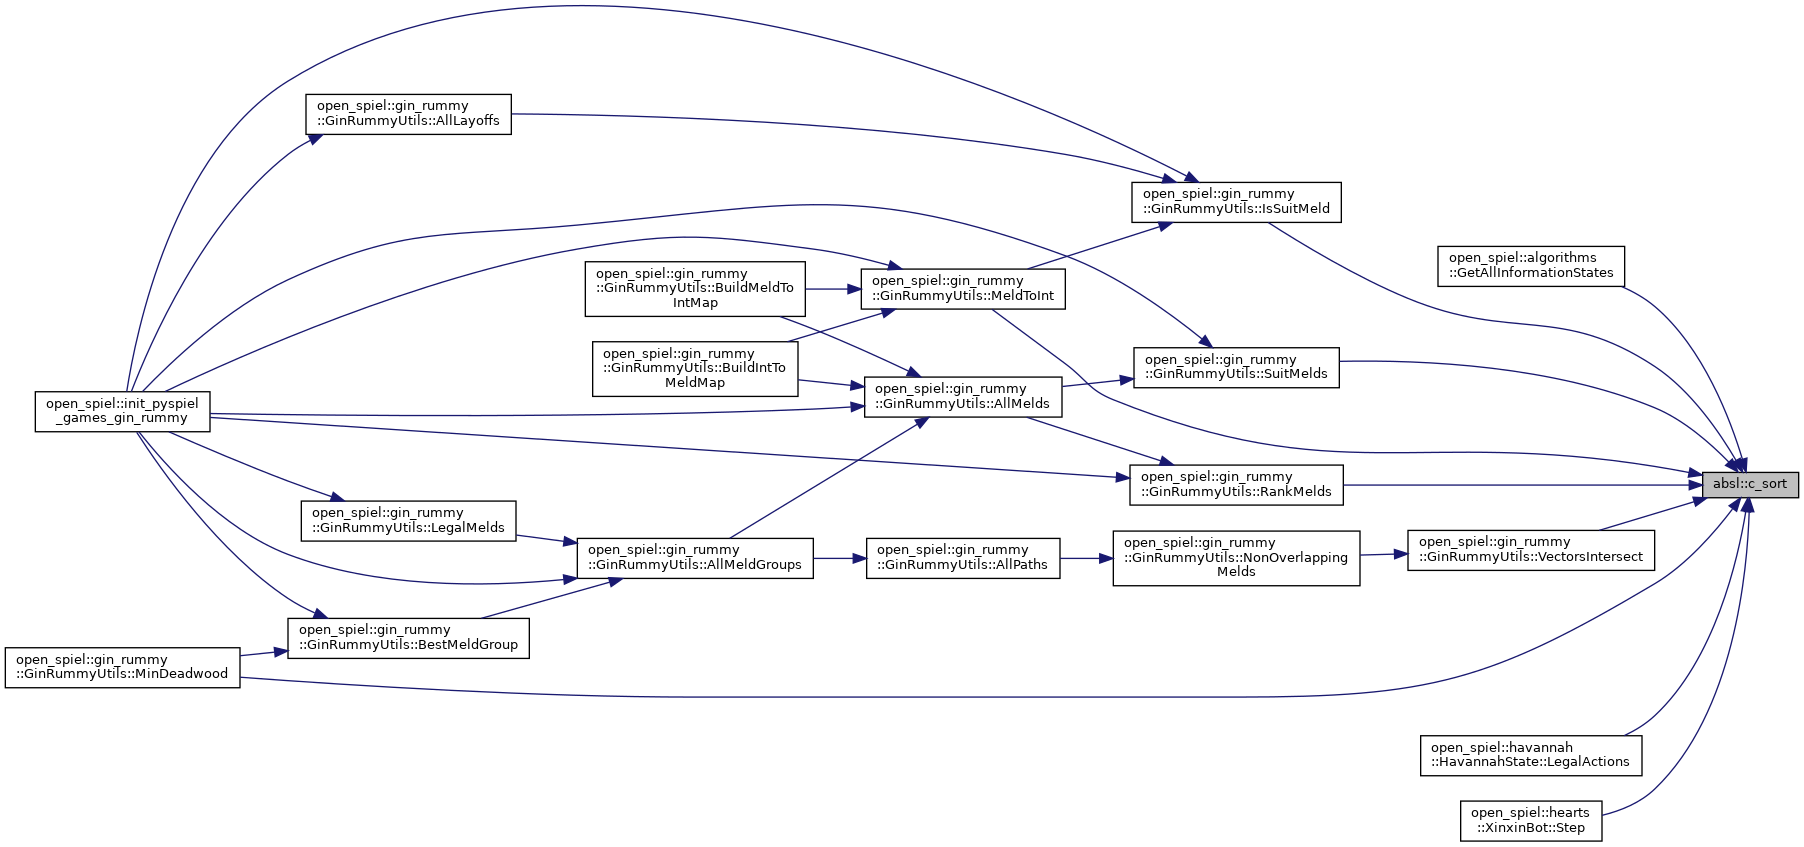 open_spiel::gin_rummy
::GinRummyUtils::AllLayoffs
open_spiel::gin_rummy
::GinRummyUtils::IsSuitMeld
open_spiel::algorithms
::GetAllInformationStates
open_spiel::gin_rummy
::GinRummyUtils::BuildMeldTo
IntMap
open_spiel::gin_rummy
::GinRummyUtils::MeldToInt
open_spiel::gin_rummy
::GinRummyUtils::BuildIntTo
MeldMap
open_spiel::gin_rummy
::GinRummyUtils::SuitMelds
open_spiel::init_pyspiel
_games_gin_rummy
open_spiel::gin_rummy
::GinRummyUtils::AllMelds
open_spiel::gin_rummy
::GinRummyUtils::RankMelds
absl::c_sort
open_spiel::gin_rummy
::GinRummyUtils::LegalMelds
open_spiel::gin_rummy
::GinRummyUtils::AllMeldGroups
open_spiel::gin_rummy
::GinRummyUtils::AllPaths
open_spiel::gin_rummy
::GinRummyUtils::NonOverlapping
Melds
open_spiel::gin_rummy
::GinRummyUtils::VectorsIntersect
open_spiel::gin_rummy
::GinRummyUtils::BestMeldGroup
open_spiel::gin_rummy
::GinRummyUtils::MinDeadwood
open_spiel::havannah
::HavannahState::LegalActions
open_spiel::hearts
::XinxinBot::Step